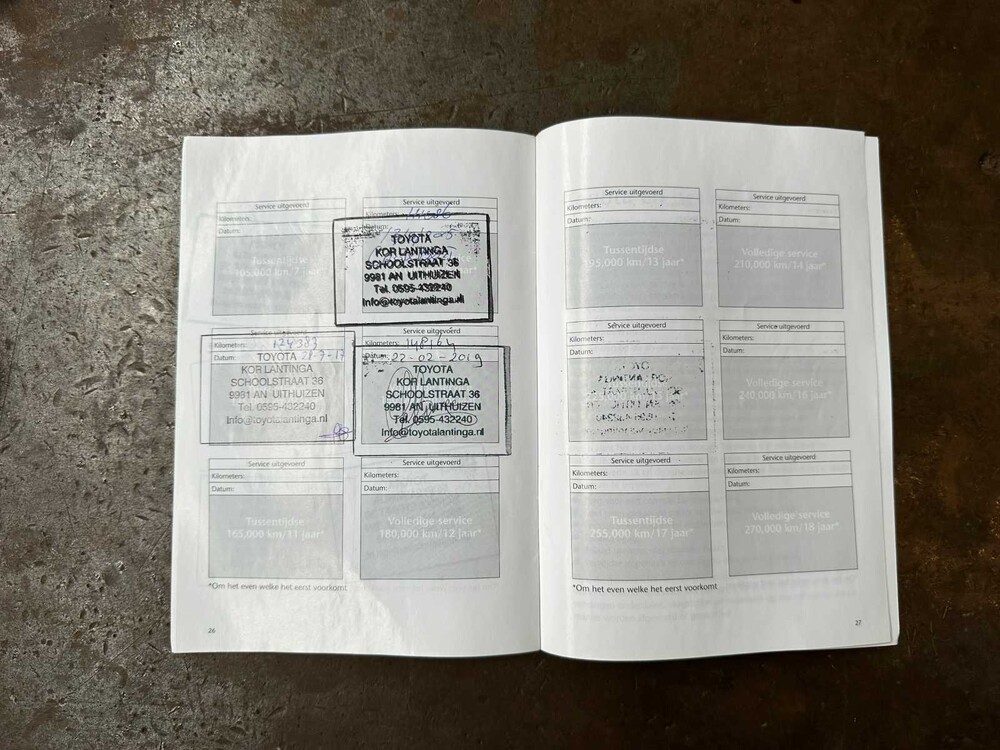 Service uitgevoerd
Kilometers:
Datum:
Tussentijdse
105,000 km/7 jaar*
Service uitgevoerd
Kilometers:
TOYOTA
KOR LANTINGA
SCHOOLSTRAAT 36
9981 AN UITHUIZEN
Tel. 0595-432240
Info@toyotalantinga.nl
Service uitgevoerd
Kilometers: 124383
Datum:
TOYOTA
KOR LANTINGA
SCHOOLSTRAAT 36
9981 AN UITHUIZEN
Tel. 0595-432240
Info@toyotalantinga.nl
Service uitgevoerd
Kilometers: 148164
Datum: 22-02-2019
TOYOTA
KOR LANTINGA
SCHOOLSTRAAT 36
9981 AN UITHUIZEN
Tel. 0595-432240
Info@toyotalantinga.nl
Service uitgevoerd
Kilometers:
Datum:
Tussentijdse
165,000 km/11 jaar*
Service uitgevoerd
Kilometers:
Datum:
Volledige service
180,000 km/12 jaar*
*Om het even welke het eerst voorkomt
26
Service uitgevoerd
Kilometers:
Datum:
Tussentijdse
195,000 km/13 jaar*
Service uitgevoerd
Kilometers:
Datum:
Volledige service
210,000 km/14 jaar*
Service uitgevoerd
Kilometers:
Datum:
Service uitgevoerd
Kilometers:
Datum:
Volledige service
240,000 km/16 jaar*
Service uitgevoerd
Kilometers:
Datum:
Tussentijdse
255,000 km/17 jaar*
Service uitgevoerd
Kilometers:
Datum:
Volledige service
270,000 km/18 jaar*
*Om het even welke het eerst voorkomt
27